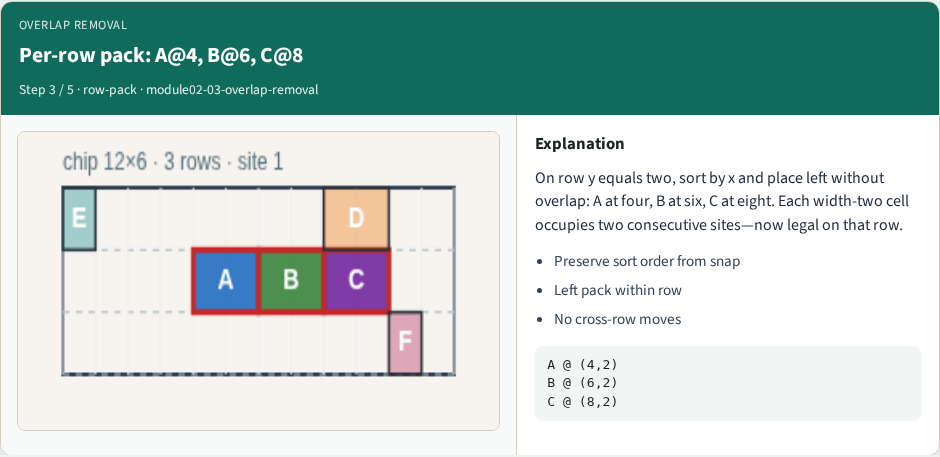 OVERLAP REMOVAL
Per-row pack: A@4, B@6, C@8
Step 3 / 5 · row-pack · module02-03-overlap-removal
chip 12×6 · 3 rows · site 1
E
D
A
B
C
F
Explanation
On row y equals two, sort by x and place left without
overlap: A at four, B at six, C at eight. Each width-two cell
occupies two consecutive sites—now legal on that row.
• Preserve sort order from snap
• Left pack within row
• No cross-row moves
A @ (4,2)
B @ (6,2)
C @ (8,2)